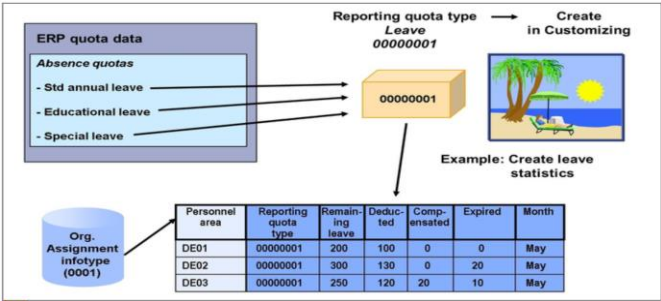 Reporting quota type
Leave
00000001
Create
in Customizing
ERP quota data
Absence quotas
- Std annual leave
- Educational leave
- Special leave
00000001
Example: Create leave
statistics
Org.
Assignment
infotype
(0001)
Personnel area Reporting quota type Remain-ing leave Deduc-ted Comp-ensated Expired Month
DE01 00000001 200 100 0 0 May
DE02 00000001 300 130 0 20 May
DE03 00000001 250 120 20 10 May